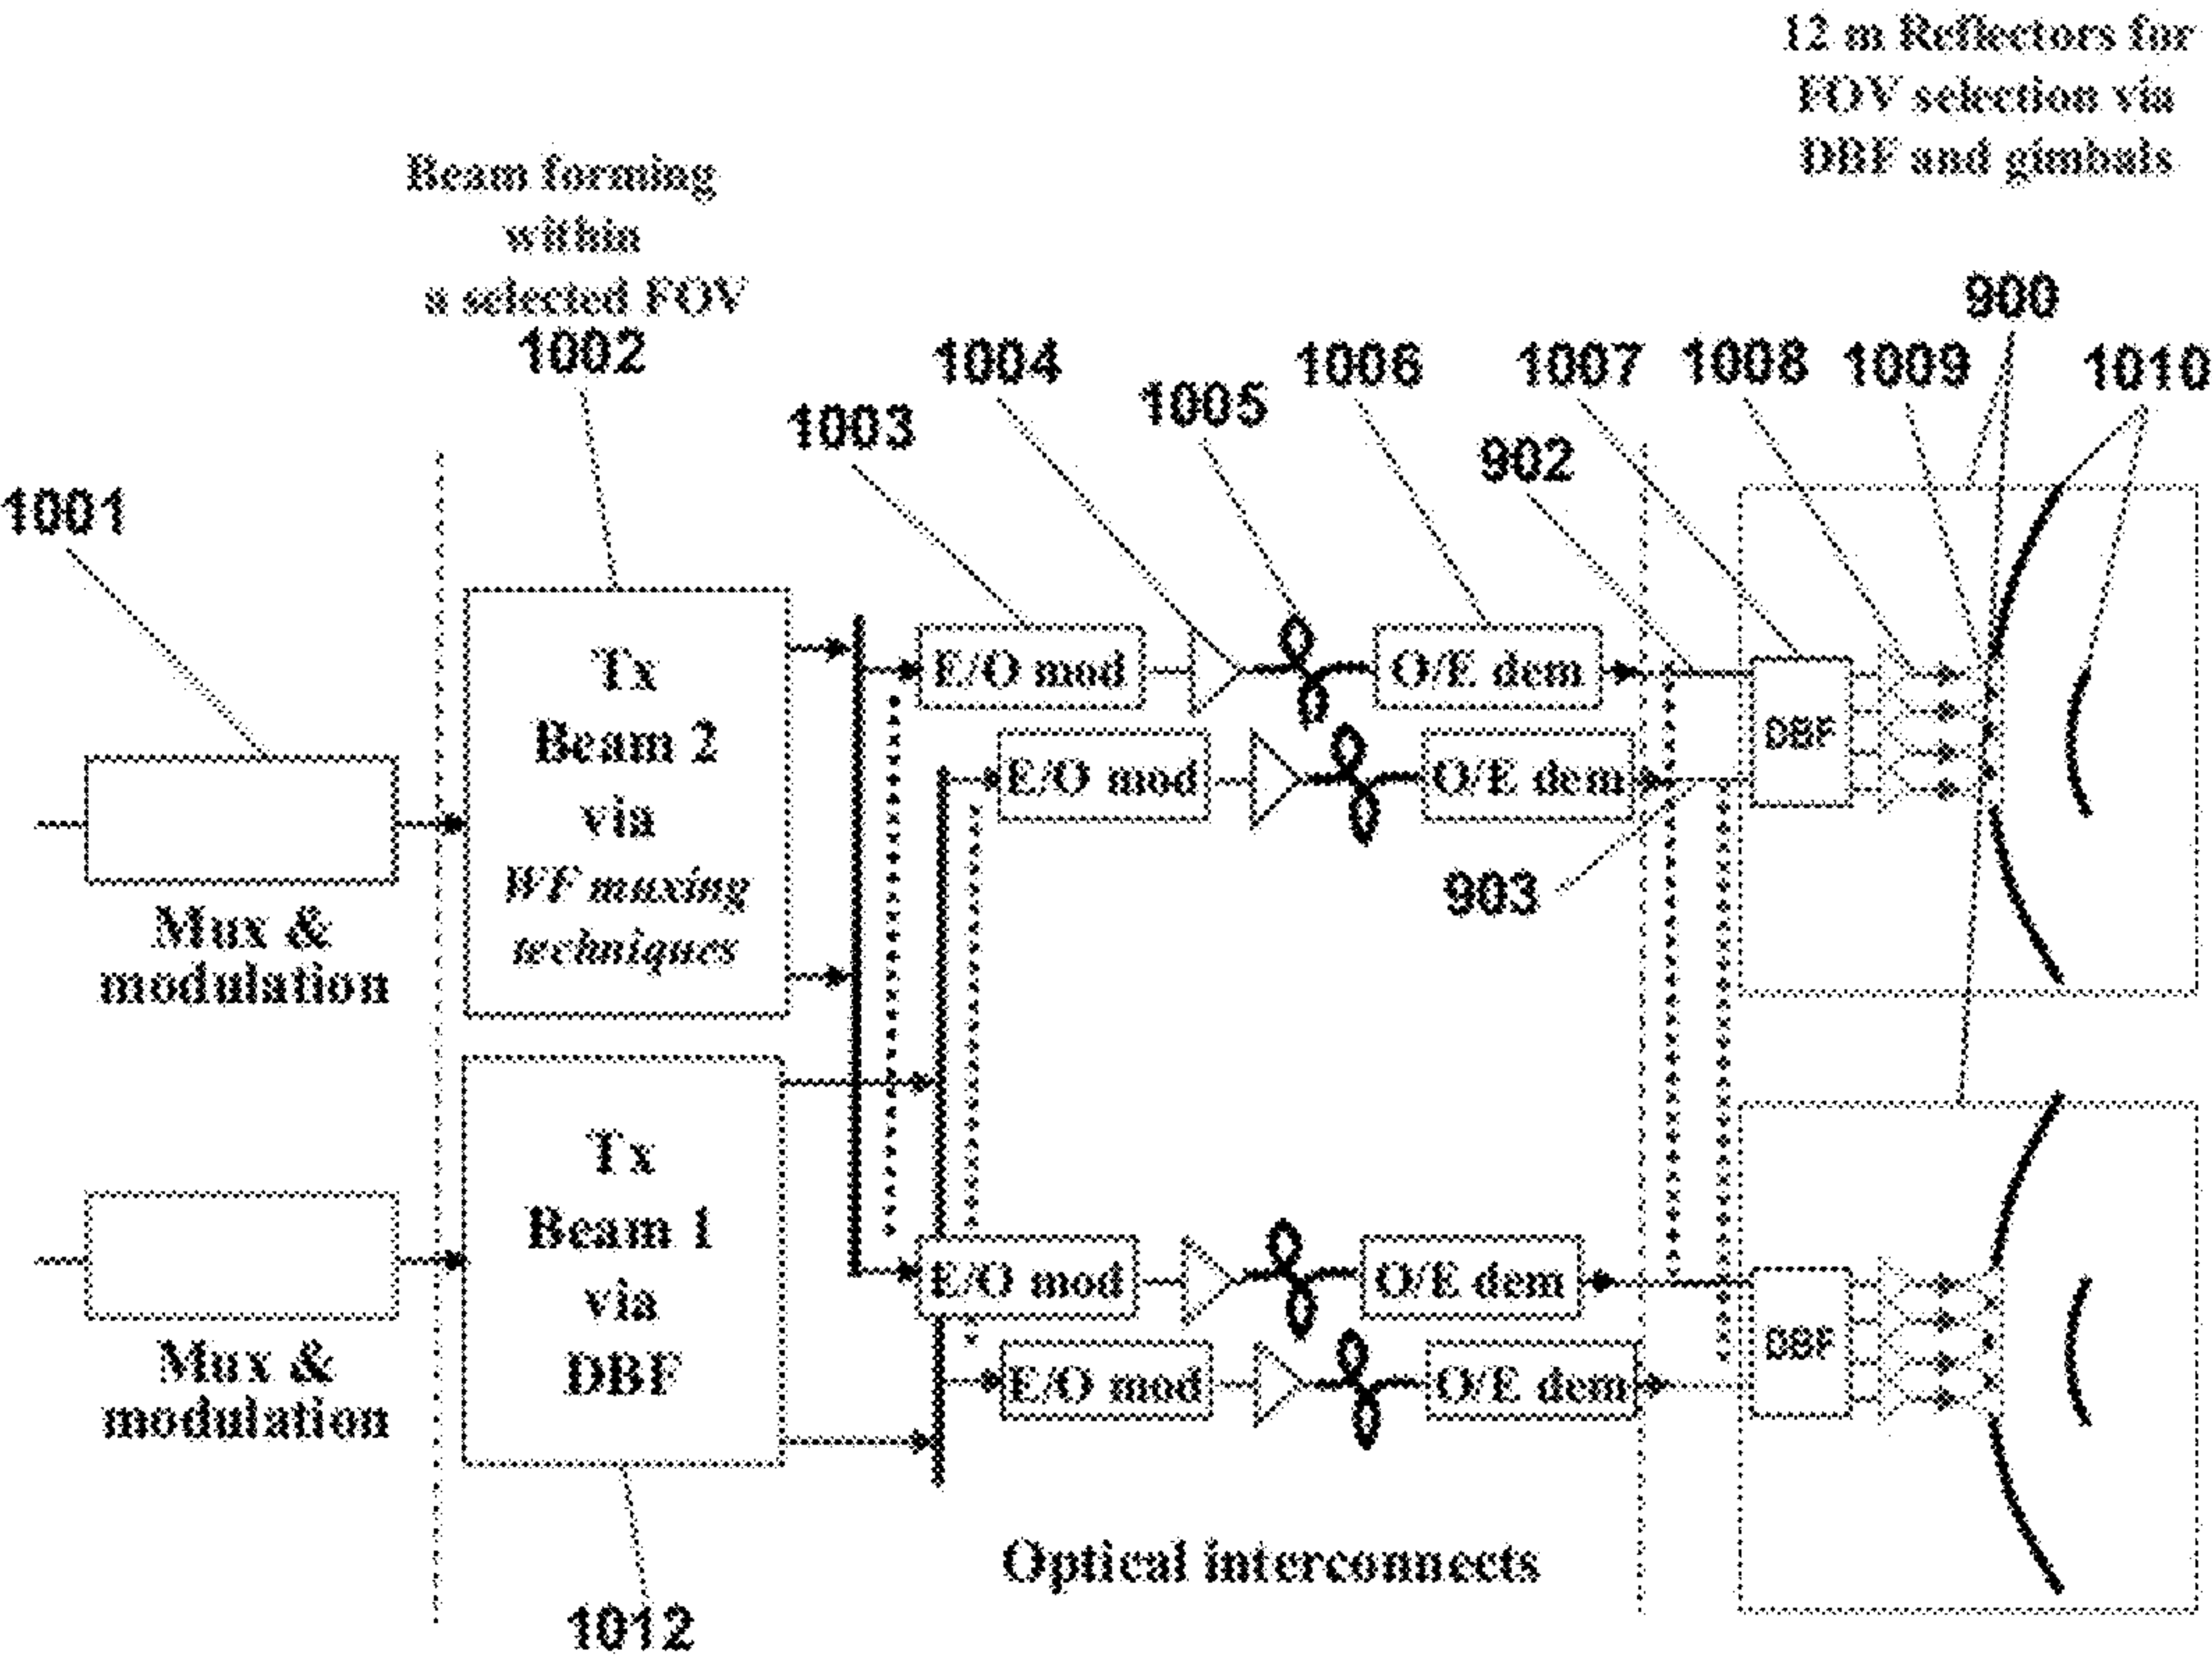 12 m Reflectors for
FOV selection via
DBF and gimbals
Beam forming
within
a selected FOV
1002
900
1004
1005
1006
1007
1008
1009
1010
1003
902
1001
Tx
Beam 2
via
WF muxing
techniques
E/O mod
O/E dem
DBF
E/O mod
O/E dem
903
Mux &
modulation
Tx
Beam 1
via
DBF
E/O mod
O/E dem
DBF
E/O mod
O/E dem
Mux &
modulation
Optical interconnects
1012